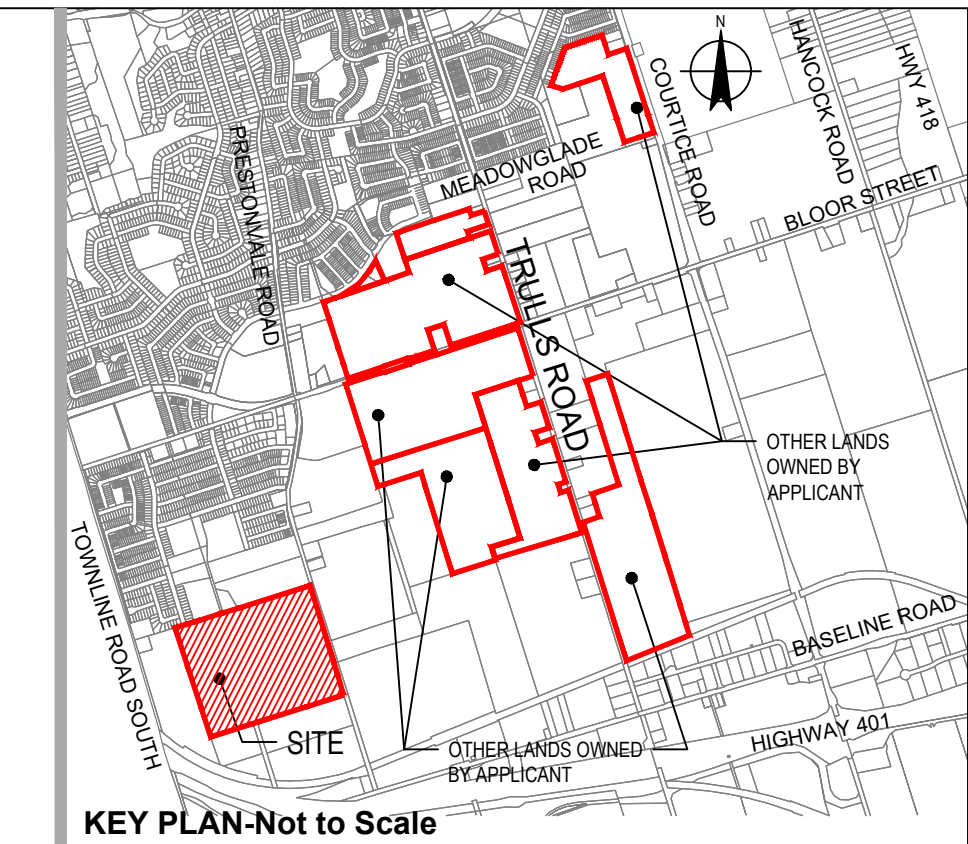 N
COURTICE ROAD
HANCOCK ROAD
HWY 418
PRESTONVALE ROAD
MEADOWGLADE
ROAD
BLOOR STREET
TRULLS ROAD
OTHER LANDS
OWNED BY
APPLICANT
TOWNLINE ROAD SOUTH
BASELINE ROAD
SITE
OTHER LANDS OWNED
BY APPLICANT
HIGHWAY 401
KEY PLAN-Not to Scale